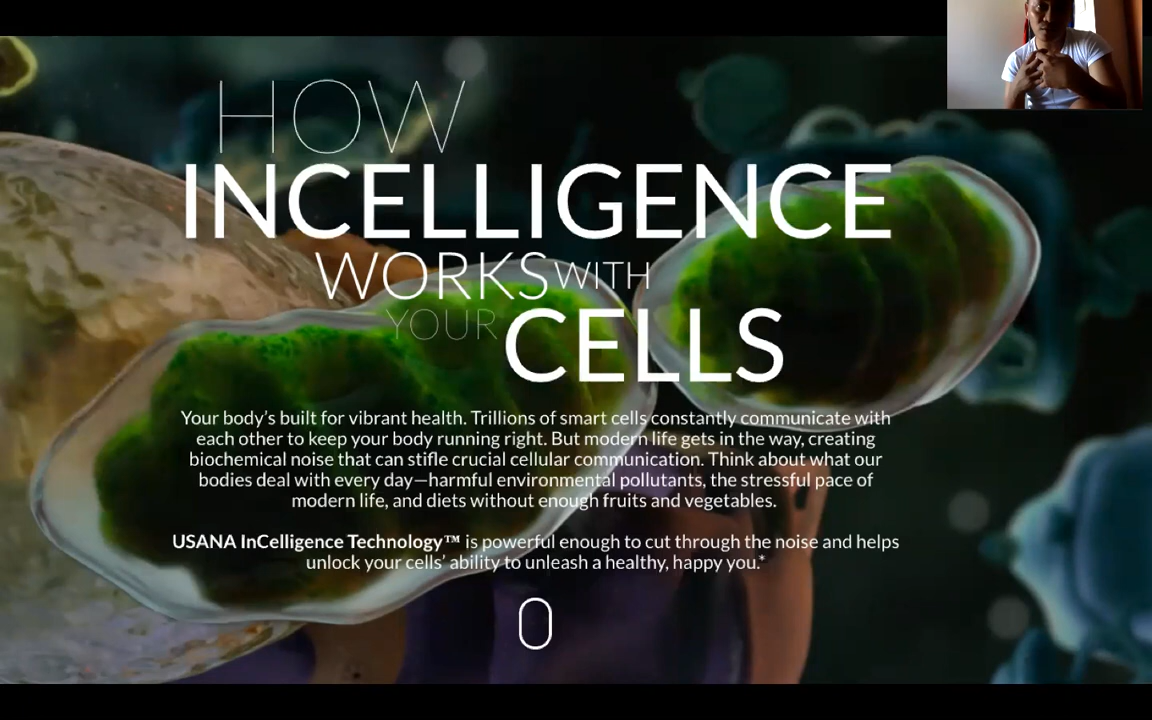 HOW
INCELLIGENCE
WORKS WITH
YOUR CELLS
Your body's built for vibrant health. Trillions of smart cells constantly communicate with
each other to keep your body running right. But modern life gets in the way, creating
biochemical noise that can stifle crucial cellular communication. Think about what our
bodies deal with every day—harmful environmental pollutants, the stressful pace of
modern life, and diets without enough fruits and vegetables.
USANA InCelligence Technology™ is powerful enough to cut through the noise and helps
unlock your cells' ability to unleash a healthy, happy you.*